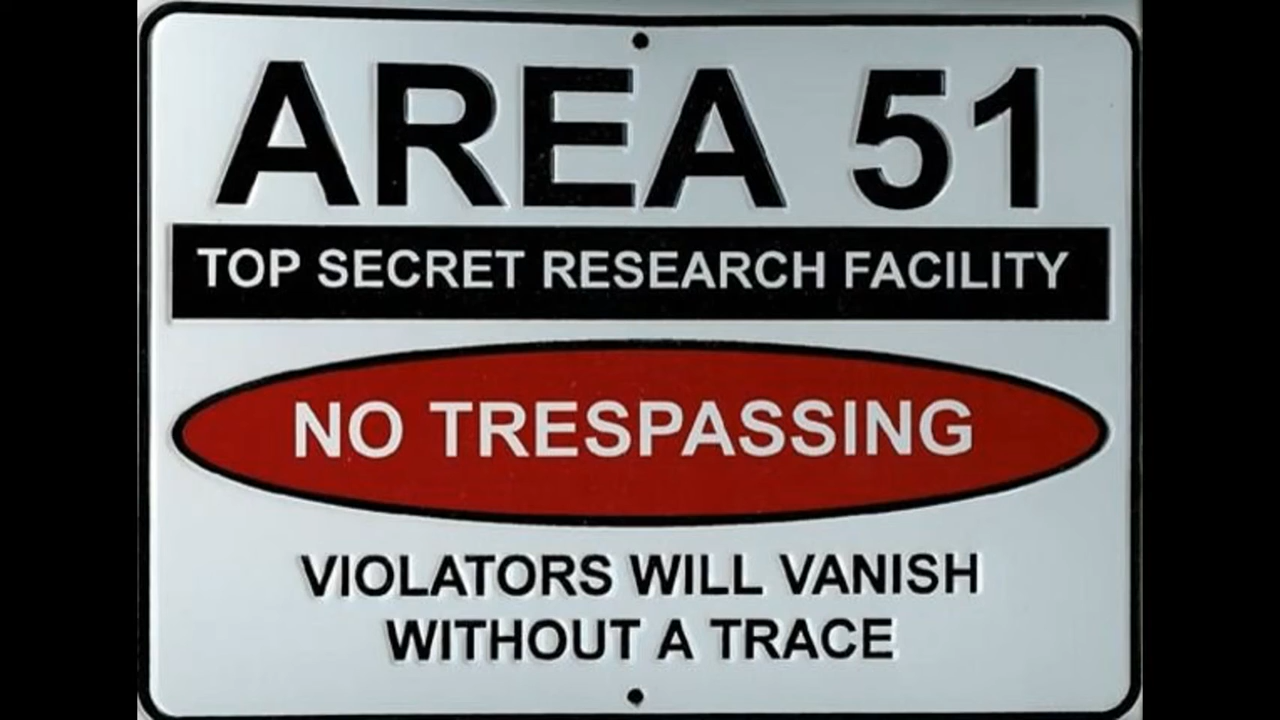 AREA 51
TOP SECRET RESEARCH FACILITY
NO TRESPASSING
VIOLATORS WILL VANISH
WITHOUT A TRACE